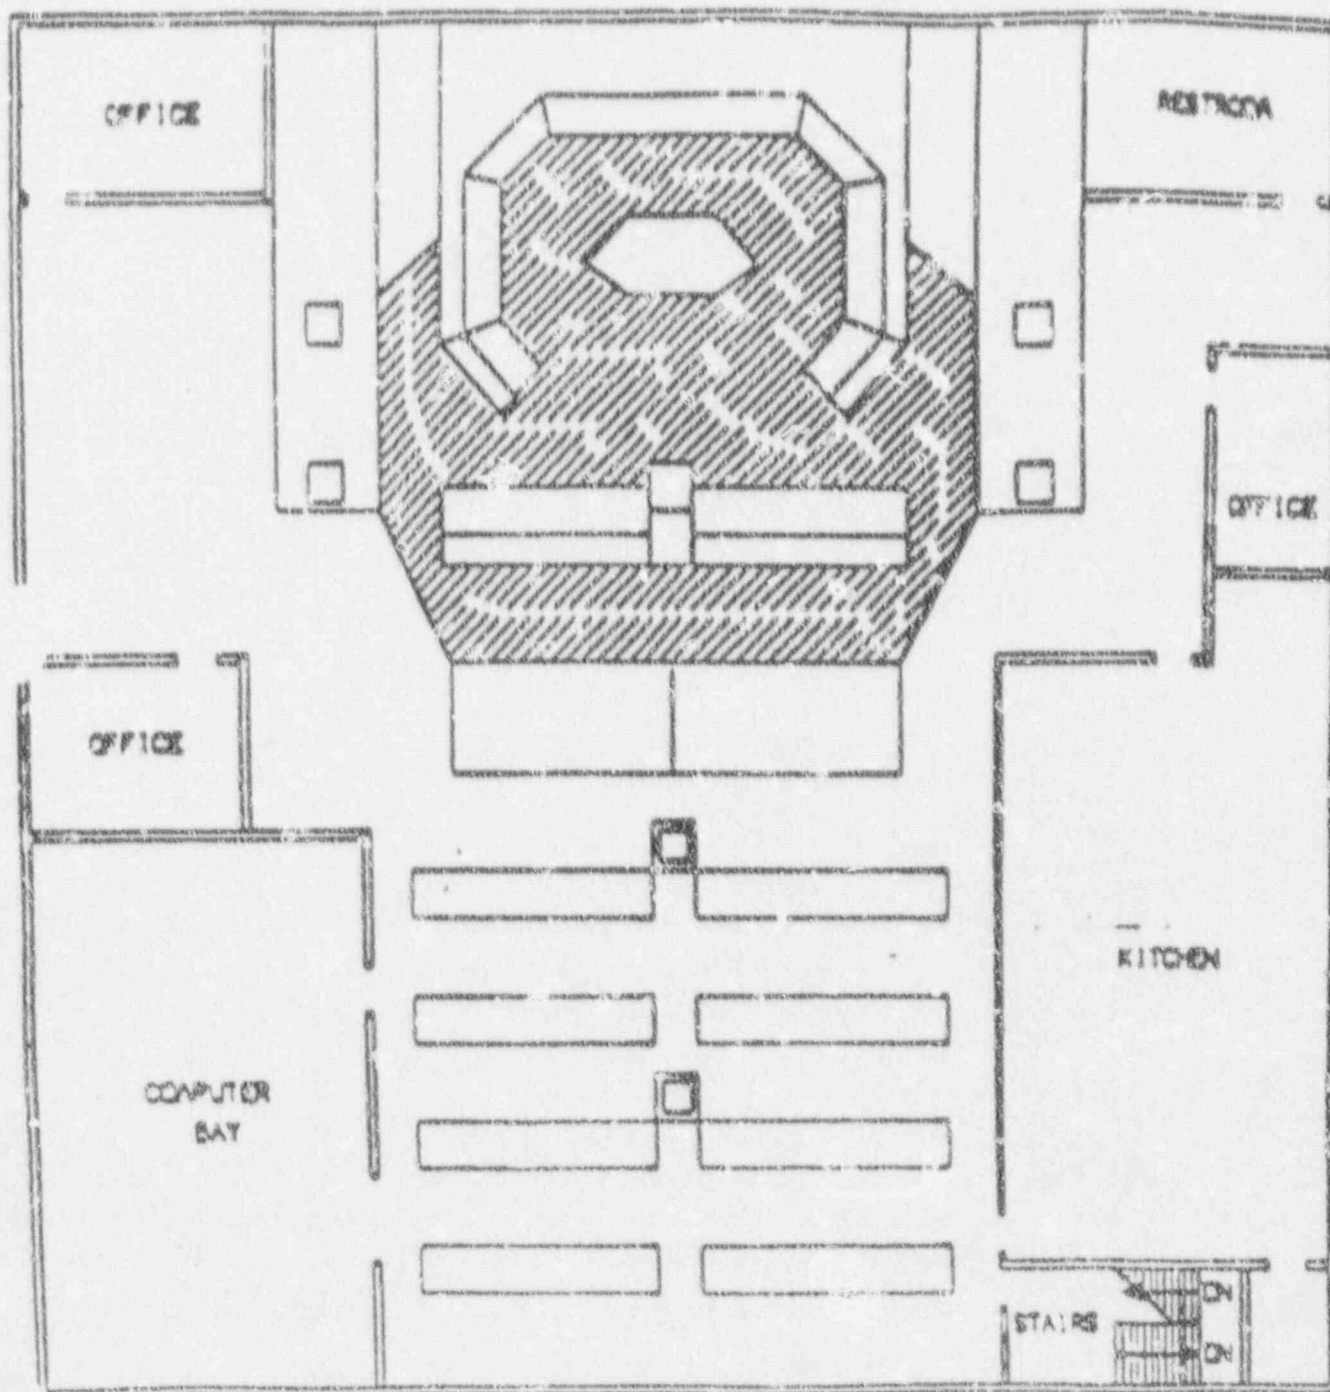 OFFICE
RESTROOM
OFFICE
OFFICE
KITCHEN
COMPUTER
BAY
STAIRS
DN
DN